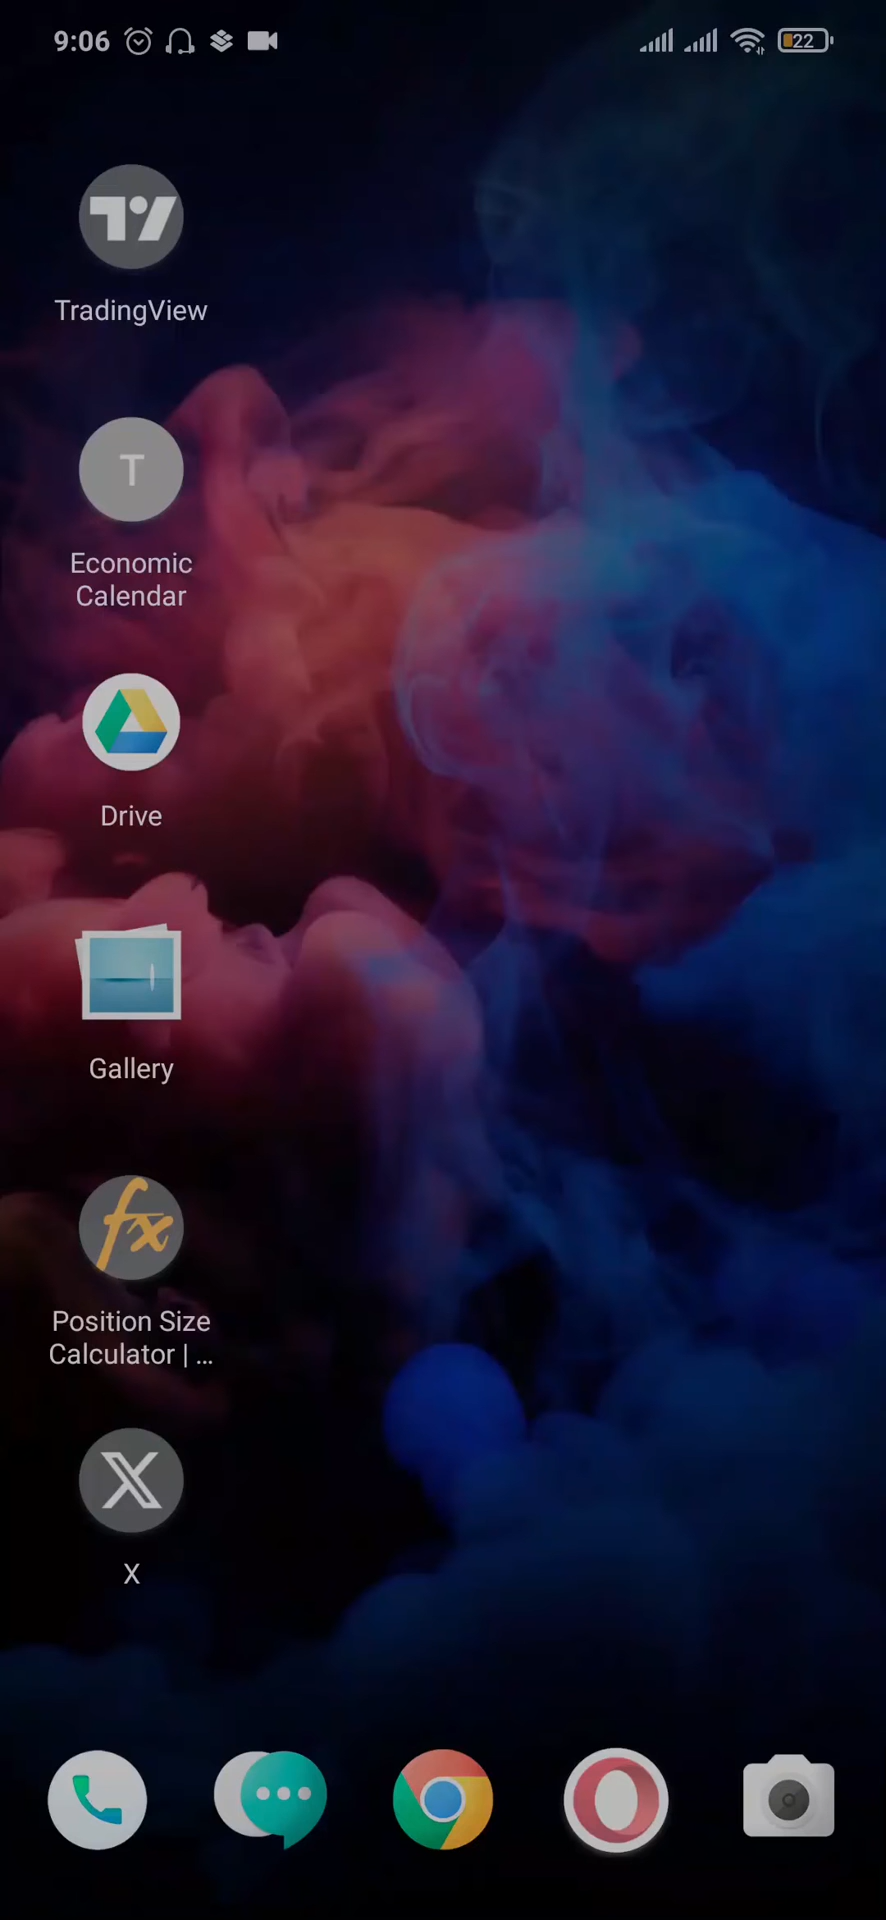 9:06
22
TradingView
T
Economic
Calendar
Drive
Gallery
fx
Position Size
Calculator | ...
X